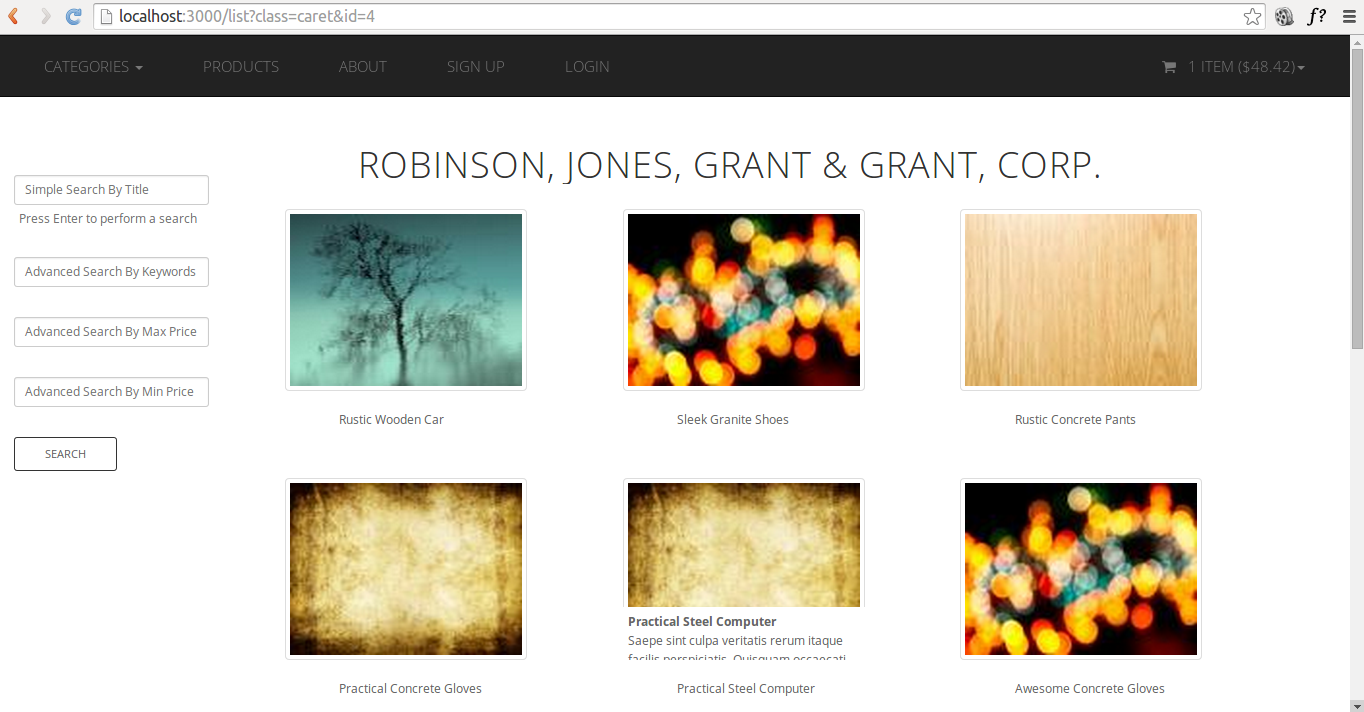 localhost:3000/list?class=caret&id=4
f?
CATEGORIES PRODUCTS ABOUT SIGN UP LOGIN 1 ITEM ($48.42)
ROBINSON, JONES, GRANT & GRANT, CORP.
Simple Search By Title
Press Enter to perform a search
Advanced Search By Keywords
Advanced Search By Max Price
Advanced Search By Min Price
SEARCH
Rustic Wooden Car
Sleek Granite Shoes
Rustic Concrete Pants
Practical Steel Computer
Saepe sint culpa veritatis rerum itaque
facilis perspiciatis. Quisquam occaecati
Practical Concrete Gloves
Practical Steel Computer
Awesome Concrete Gloves